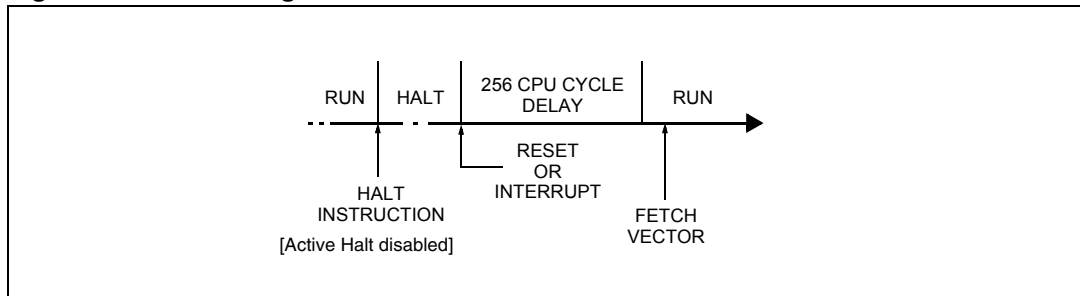 RUN
HALT
256 CPU CYCLE
DELAY
RUN
HALT
INSTRUCTION
[Active Halt disabled]
RESET
OR
INTERRUPT
FETCH
VECTOR